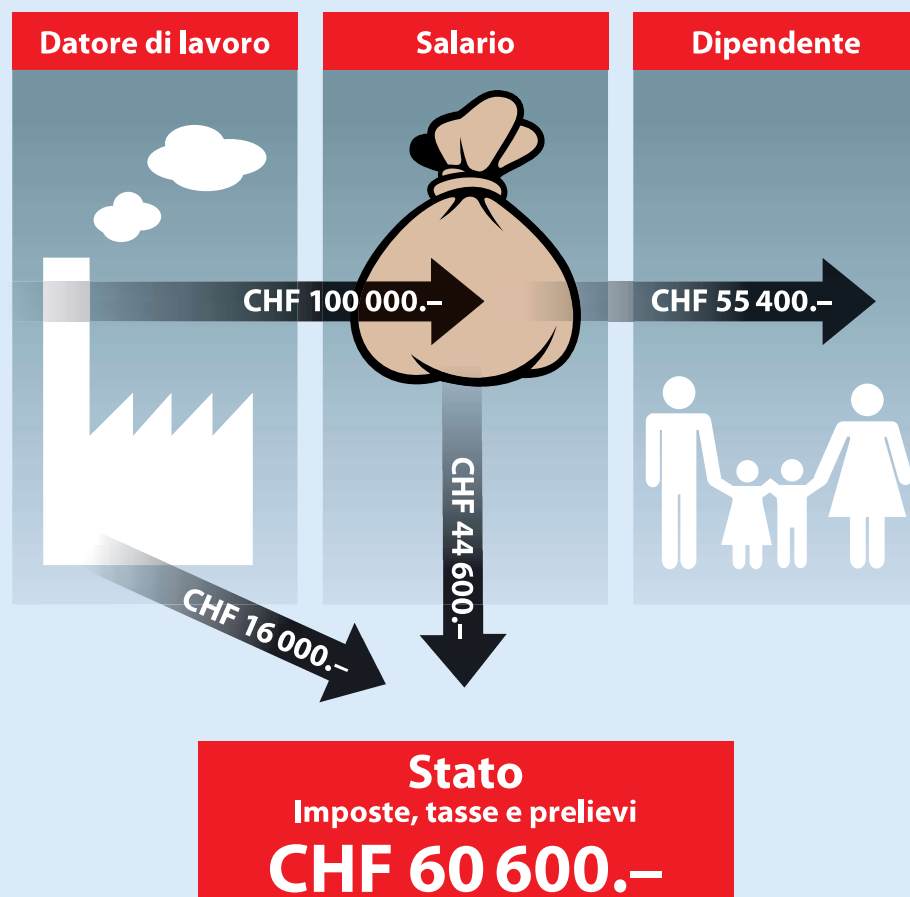 Datore di lavoro
Salario
Dipendente
CHF 100 000.–
CHF 55 400.–
CHF 44 600.–
CHF 16 000.–
Stato
Imposte, tasse e prelievi
CHF 60 600.–